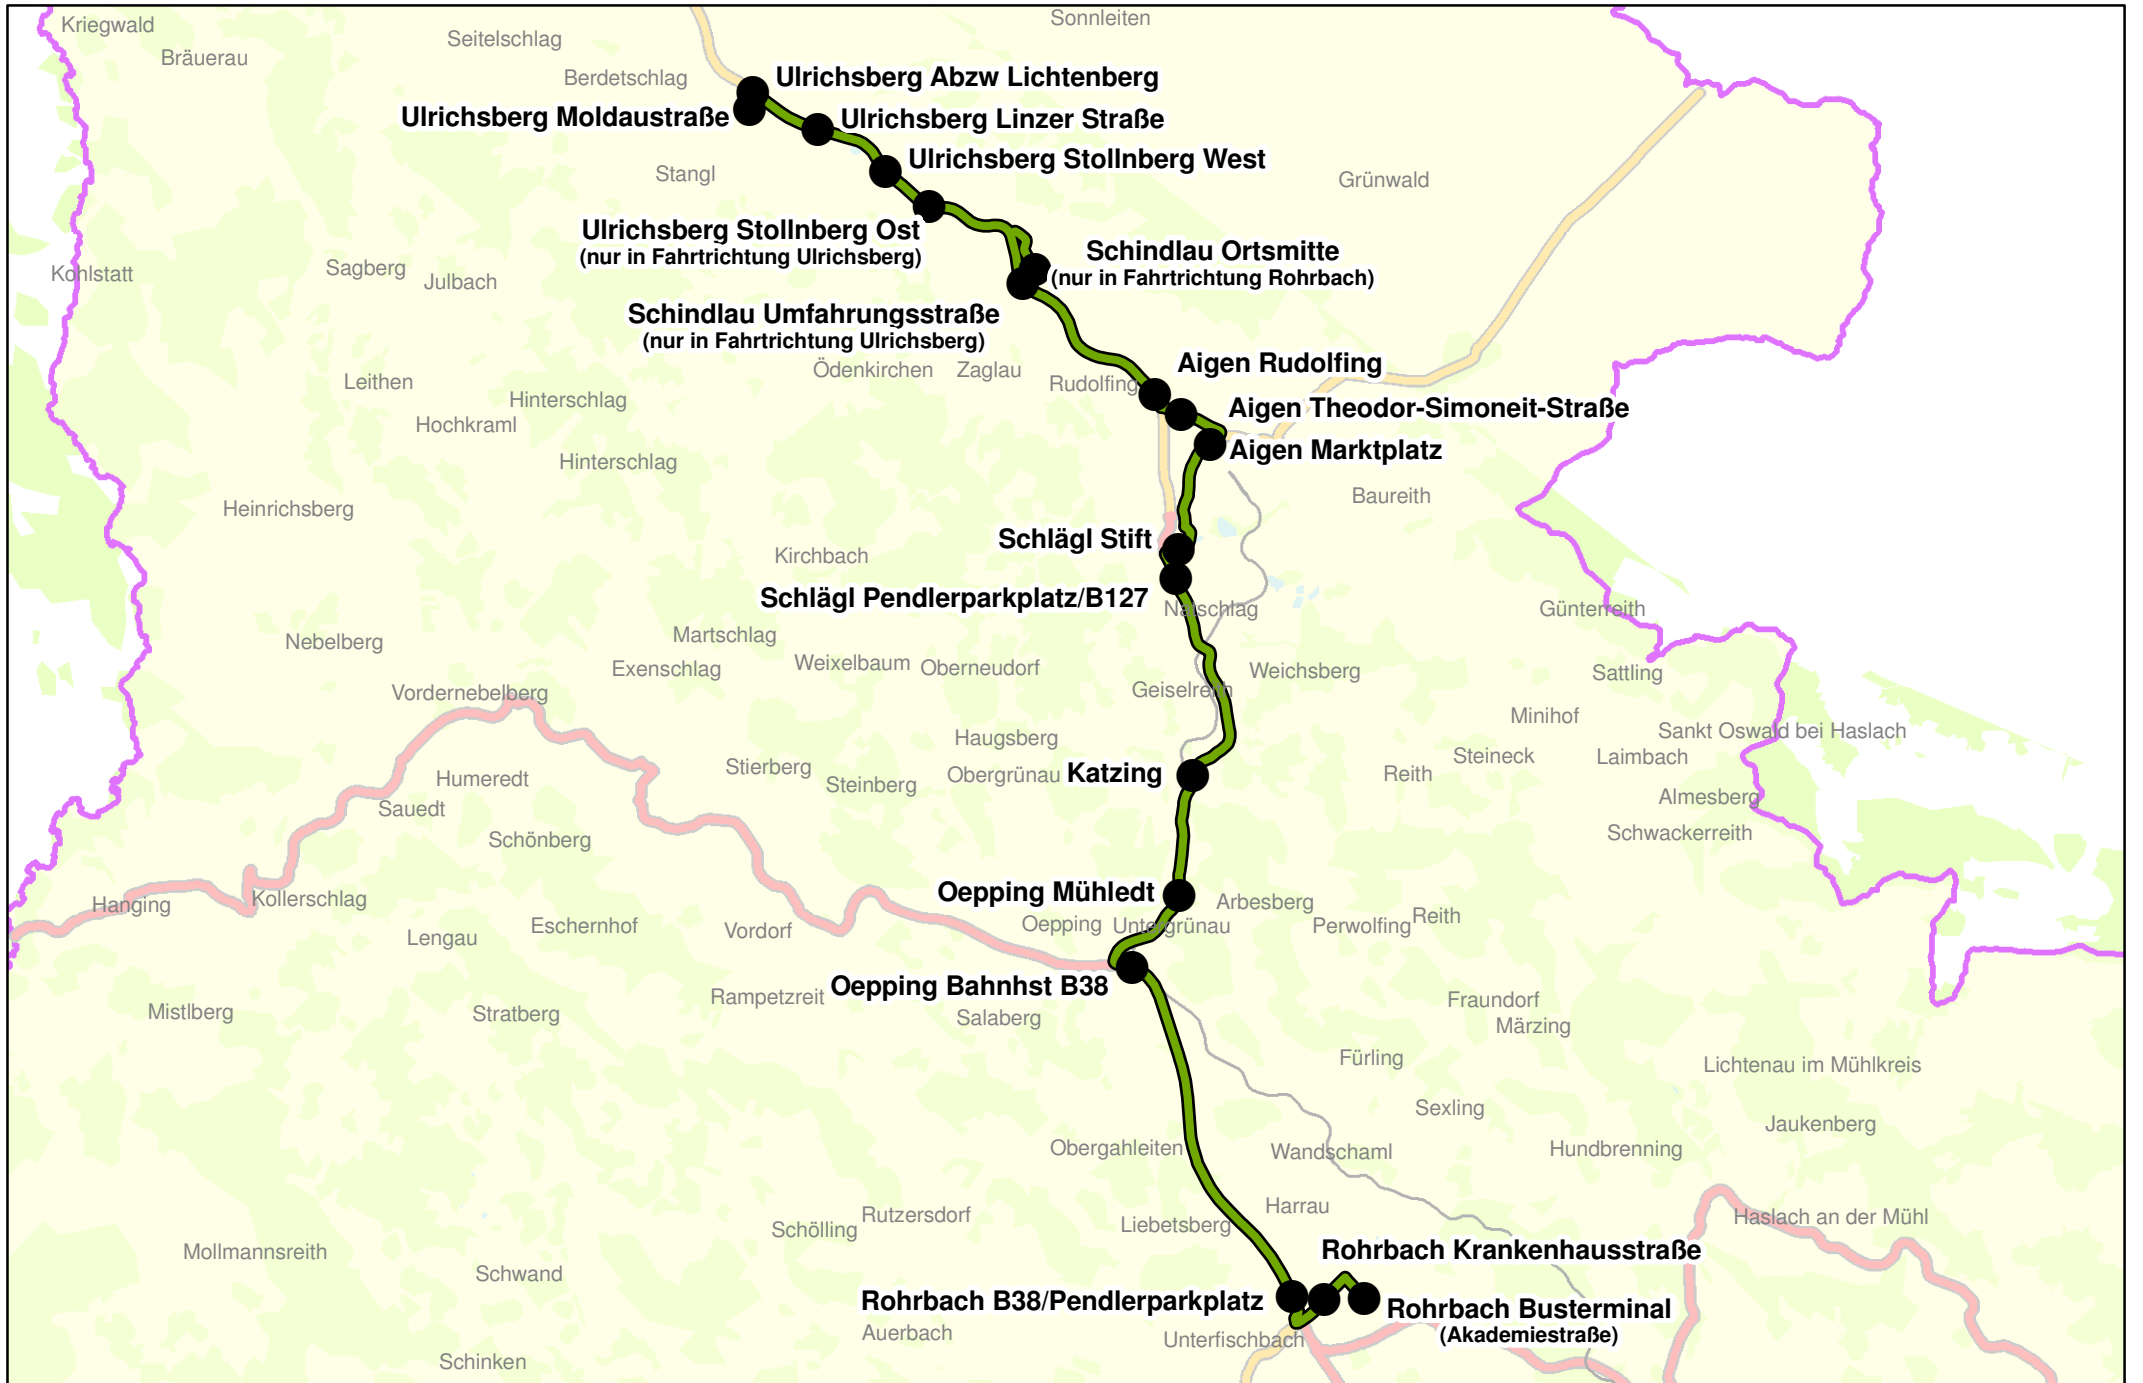 Kriegwald
Sonnleiten
Bräuerau
Seitelschlag
Berdetschlag
Ulrichsberg Abzw Lichtenberg
Ulrichsberg Moldaustraße
Ulrichsberg Linzer Straße
Ulrichsberg Stollnberg West
Stangl
Grünwald
Ulrichsberg Stollnberg Ost
(nur in Fahrtrichtung Ulrichsberg)
Schindlau Ortsmitte
(nur in Fahrtrichtung Rohrbach)
Kohlstatt
Sagberg
Julbach
Schindlau Umfahrungsstraße
(nur in Fahrtrichtung Ulrichsberg)
Ödenkirchen
Zaglau
Rudolfing
Aigen Rudolfing
Leithen
Hinterschlag
Hochkraml
Aigen Theodor-Simoneit-Straße
Aigen Marktplatz
Hinterschlag
Baureith
Heinrichsberg
Schlägl Stift
Kirchbach
Schlägl Pendlerparkplatz/B127
Natschlag
Günterreith
Nebelberg
Martschlag
Exenschlag
Weixelbaum
Oberneudorf
Weichsberg
Sattling
Vordernebelberg
Geiselreith
Minihof
Sankt Oswald bei Haslach
Haugsberg
Steineck
Laimbach
Stierberg
Steinberg
Obergrünau
Katzing
Reith
Humeredt
Sauedt
Almesberg
Schwackerreith
Schönberg
Hanging
Kollerschlag
Oepping Mühledt
Arbesberg
Lengau
Eschernhof
Vordorf
Oepping
Untergrünau
Perwolfing
Reith
Oepping Bahnhst B38
Rampetzreit
Salaberg
Fraundorf
Märzing
Mistlberg
Stratberg
Fürling
Lichtenau im Mühlkreis
Sexling
Jaukenberg
Obergahleiten
Wandschaml
Hundbrenning
Harrau
Rutzersdorf
Schölling
Liebetsberg
Haslach an der Mühl
Mollmannsreith
Schwand
Rohrbach Krankenhausstraße
Rohrbach B38/Pendlerparkplatz
Rohrbach Busterminal
(Akademiestraße)
Auerbach
Unterfischbach
Schinken